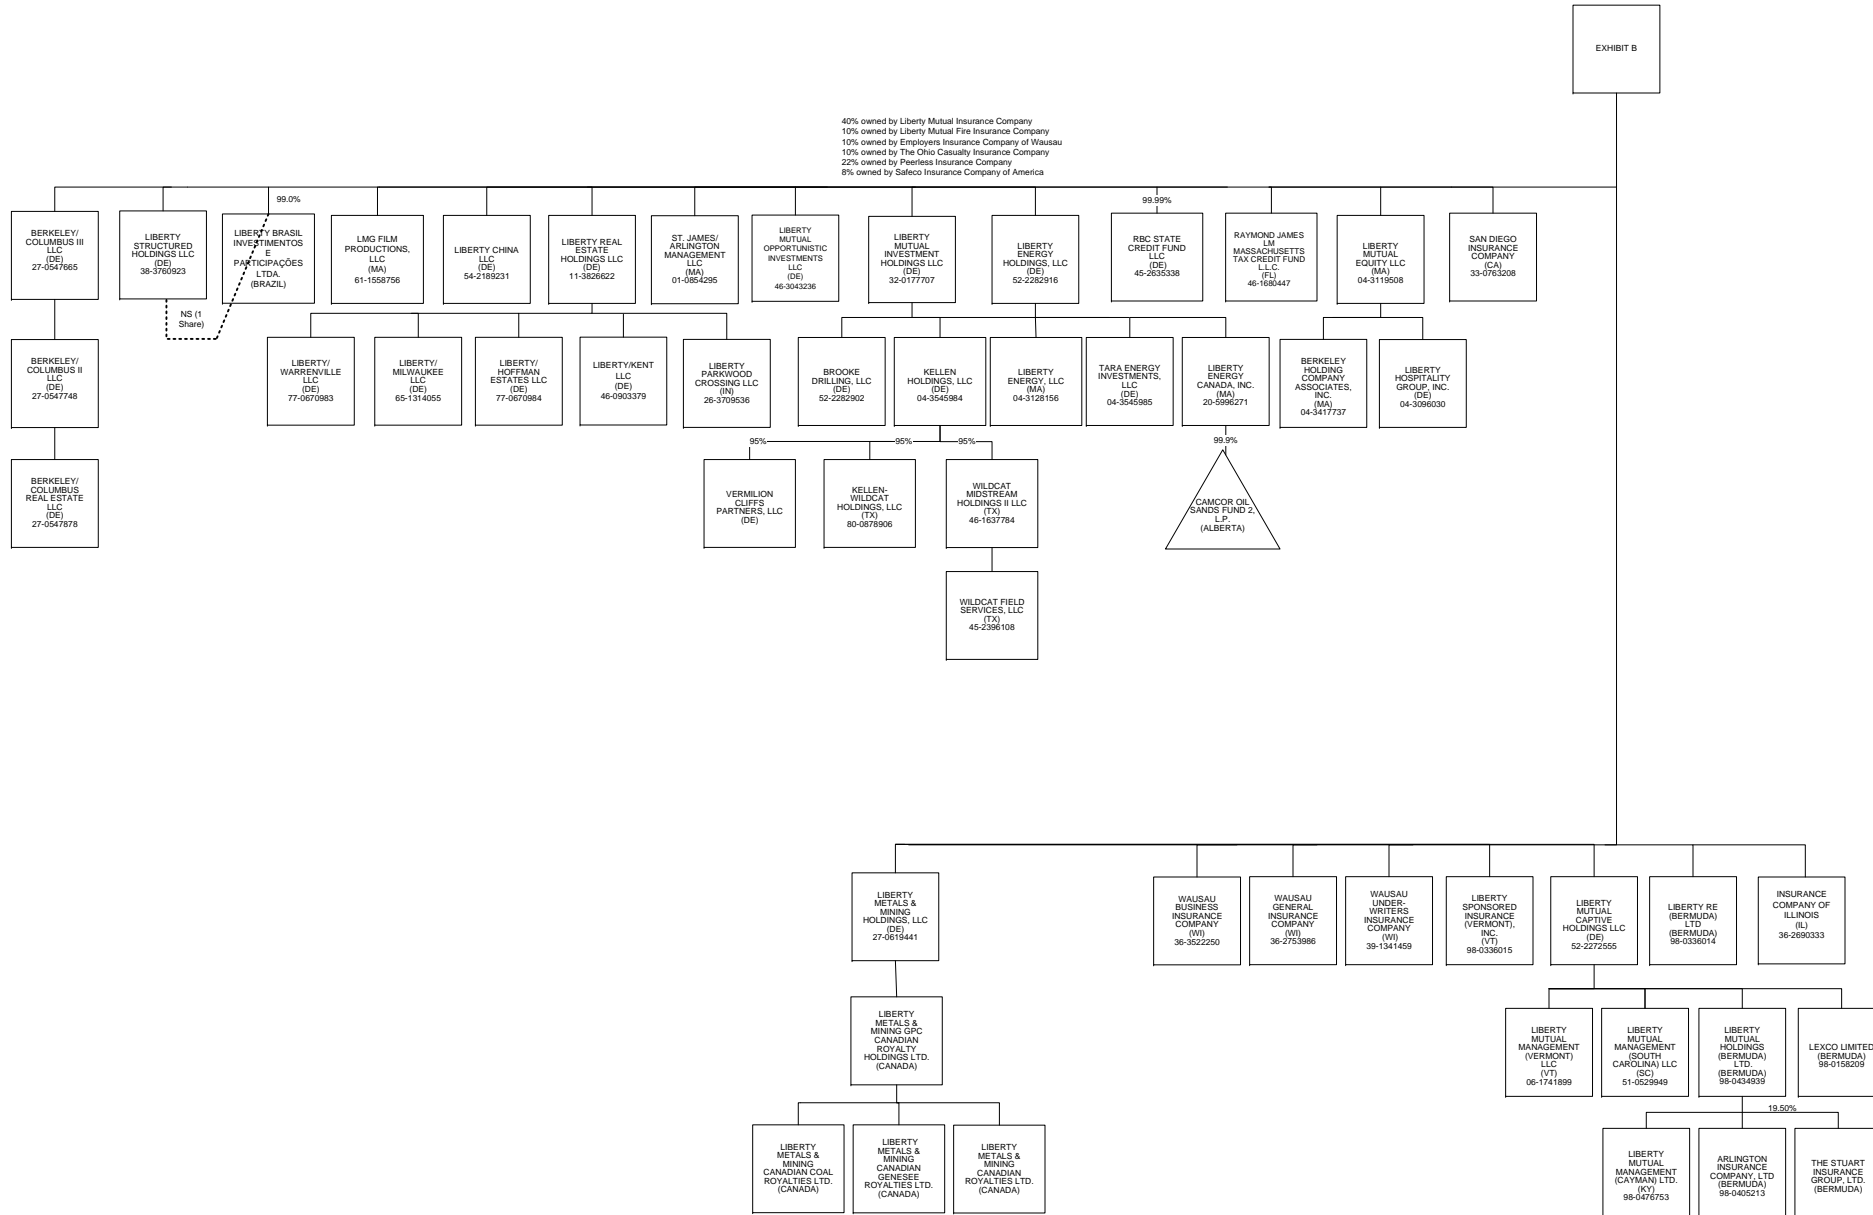 EXHIBIT B
40% owned by Liberty Mutual Insurance Company
10% owned by Liberty Mutual Fire Insurance Company
10% owned by Employers Insurance Company of Wausau
10% owned by The Ohio Casualty Insurance Company
22% owned by Peerless Insurance Company
8% owned by Safeco Insurance Company of America
99.0%
99.99%
BERKELEY/
COLUMBUS III
LLC
(DE)
27-0547665
LIBERTY
STRUCTURED
HOLDINGS LLC
(DE)
38-3760923
LIBERTY BRASIL
INVESTIMENTOS
E
PARTICIPAÇÕES
LTDA.
(BRAZIL)
LMG FILM
PRODUCTIONS,
LLC
(MA)
61-1558756
LIBERTY CHINA
LLC
(DE)
54-2189231
LIBERTY REAL
ESTATE
HOLDINGS LLC
(DE)
11-3826622
ST. JAMES/
ARLINGTON
MANAGEMENT
LLC
(MA)
01-0854295
LIBERTY
MUTUAL
OPPORTUNISTIC
INVESTMENTS
LLC
(DE)
46-3043236
LIBERTY
MUTUAL
INVESTMENT
HOLDINGS LLC
(DE)
32-0177707
LIBERTY
ENERGY
HOLDINGS, LLC
(DE)
52-2282916
RBC STATE
CREDIT FUND
LLC
(DE)
45-2635338
RAYMOND JAMES
LM
MASSACHUSETTS
TAX CREDIT FUND
L.L.C.
(FL)
46-1680447
LIBERTY
MUTUAL
EQUITY LLC
(MA)
04-3119508
SAN DIEGO
INSURANCE
COMPANY
(CA)
33-0763208
NS (1
Share)
BERKELEY/
COLUMBUS II
LLC
(DE)
27-0547748
LIBERTY/
WARRENVILLE
LLC
(DE)
77-0670983
LIBERTY/
MILWAUKEE
LLC
(DE)
65-1314055
LIBERTY/
HOFFMAN
ESTATES LLC
(DE)
77-0670984
LIBERTY/KENT
LLC
(DE)
46-0903379
LIBERTY
PARKWOOD
CROSSING LLC
(IN)
26-3709536
BROOKE
DRILLING, LLC
(DE)
52-2282902
KELLEN
HOLDINGS, LLC
(DE)
04-3545984
LIBERTY
ENERGY, LLC
(MA)
04-3128156
TARA ENERGY
INVESTMENTS,
LLC
(DE)
04-3545985
LIBERTY
ENERGY
CANADA, INC.
(MA)
20-5996271
BERKELEY
HOLDING
COMPANY
ASSOCIATES,
INC.
(MA)
04-3417737
LIBERTY
HOSPITALITY
GROUP, INC.
(DE)
04-3096030
95%
95%
95%
99.9%
BERKELEY/
COLUMBUS
REAL ESTATE
LLC
(DE)
27-0547878
VERMILION
CLIFFS
PARTNERS, LLC
(DE)
KELLEN-
WILDCAT
HOLDINGS, LLC
(TX)
80-0878906
WILDCAT
MIDSTREAM
HOLDINGS II LLC
(TX)
46-1637784
CAMCOR OIL
SANDS FUND 2,
L.P.
(ALBERTA)
WILDCAT FIELD
SERVICES, LLC
(TX)
45-2396108
LIBERTY
METALS &
MINING
HOLDINGS, LLC
(DE)
27-0619441
WAUSAU
BUSINESS
INSURANCE
COMPANY
(WI)
36-3522250
WAUSAU
GENERAL
INSURANCE
COMPANY
(WI)
36-2753986
WAUSAU
UNDER-
WRITERS
INSURANCE
COMPANY
(WI)
39-1341459
LIBERTY
SPONSORED
INSURANCE
(VERMONT),
INC.
(VT)
98-0336015
LIBERTY
MUTUAL
CAPTIVE
HOLDINGS LLC
(DE)
52-2272555
LIBERTY RE
(BERMUDA)
LTD
(BERMUDA)
98-0336014
INSURANCE
COMPANY OF
ILLINOIS
(IL)
36-2690333
LIBERTY
METALS &
MINING GPC
CANADIAN
ROYALTY
HOLDINGS LTD.
(CANADA)
LIBERTY
MUTUAL
MANAGEMENT
(VERMONT)
LLC
(VT)
06-1741899
LIBERTY
MUTUAL
MANAGEMENT
(SOUTH
CAROLINA) LLC
(SC)
51-0529949
LIBERTY
MUTUAL
HOLDINGS
(BERMUDA)
LTD.
(BERMUDA)
98-0434939
LEXCO LIMITED
(BERMUDA)
98-0158209
19.50%
LIBERTY
METALS &
MINING
CANADIAN COAL
ROYALTIES LTD.
(CANADA)
LIBERTY
METALS &
MINING
CANADIAN
GENESEE
ROYALTIES LTD.
(CANADA)
LIBERTY
METALS &
MINING
CANADIAN
ROYALTIES LTD.
(CANADA)
LIBERTY
MUTUAL
MANAGEMENT
(CAYMAN) LTD.
(KY)
98-0476753
ARLINGTON
INSURANCE
COMPANY, LTD
(BERMUDA)
98-0405213
THE STUART
INSURANCE
GROUP, LTD.
(BERMUDA)